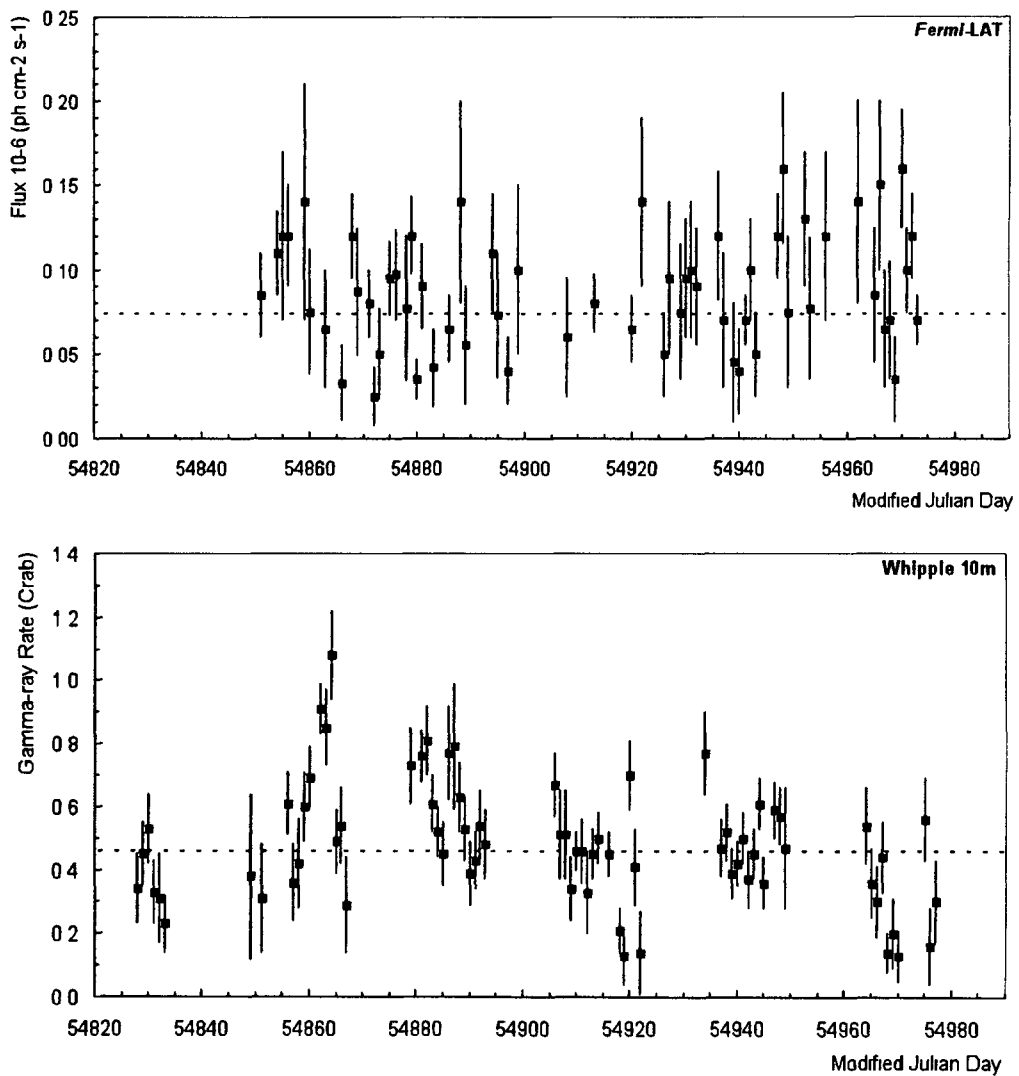 0 25
Fermi-LAT
0 20
0 15
0 10
0 05
0 00
Flux 10-6 (ph cm-2 s-1)
54820 54840 54860 54880 54900 54920 54940 54960 54980
Modified Julian Day
1 4
Whipple 10m
1 2
1 0
0 8
0 6
0 4
0 2
0 0
Gamma-ray Rate (Crab)
54820 54840 54860 54880 54900 54920 54940 54960 54980
Modified Julian Day